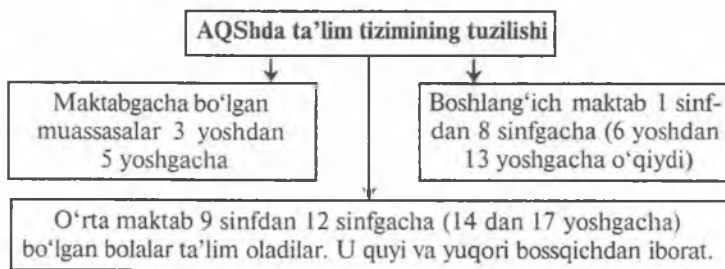 AQShda ta’lim tizimining tuzilishi
Maktabgacha bo‘lgan
muassasalar 3 yoshdan
5 yoshgacha
Boshlang‘ich maktab 1 sinf-
dan 8 sinfgacha (6 yoshdan
13 yoshgacha o‘qiydi)
O‘rta maktab 9 sinfdan 12 sinfgacha (14 dan 17 yoshgacha)
bo‘lgan bolalar ta’lim oladilar. U quyi va yuqori bossqichdan iborat.